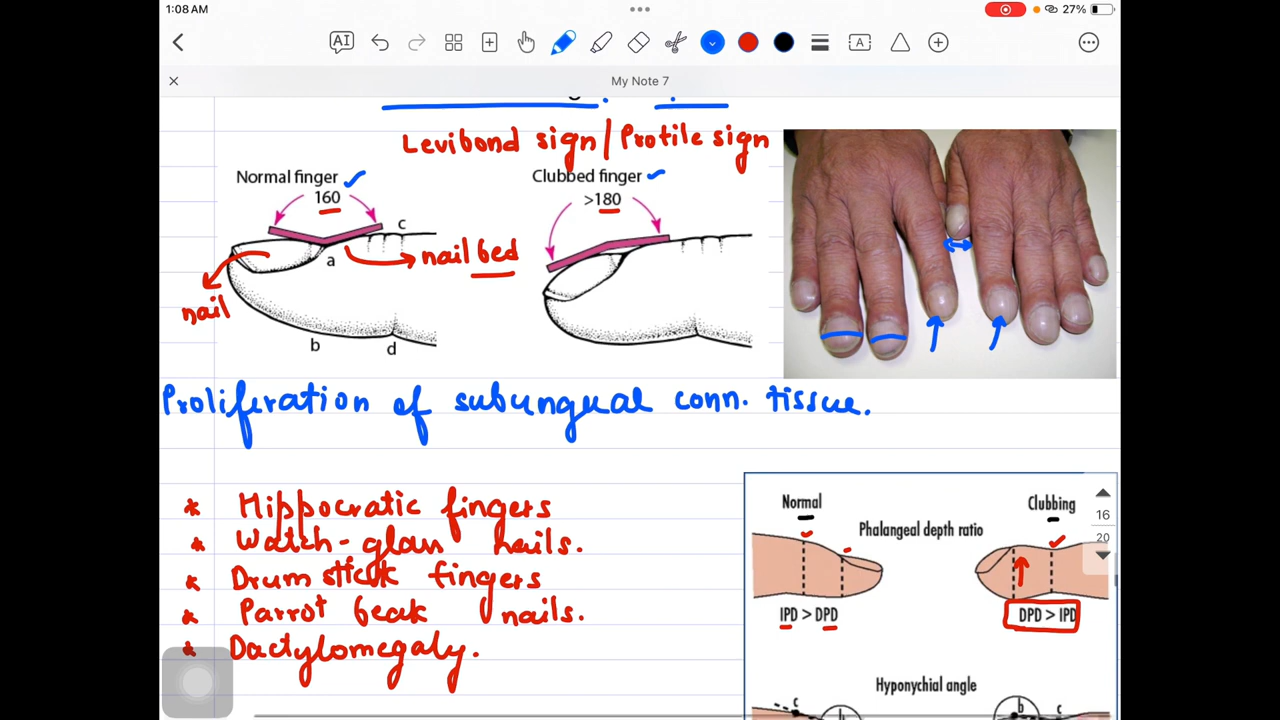 1:08 AM
27%
AI
A
My Note 7
Levibond sign / Profile sign
Normal finger
160
c
a
nail bed
nail
b
d
Clubbed finger
>180
Proliferation of subungual conn. tissue.
* Hippocratic fingers
* Watch-glass nails.
* Drum stick fingers
* Parrot beak nails.
* Dactylomegaly.
Normal
Clubbing
Phalangeal depth ratio
IPD > DPD
DPD > IPD
16
20
Hyponychial angle
c
b
b
c